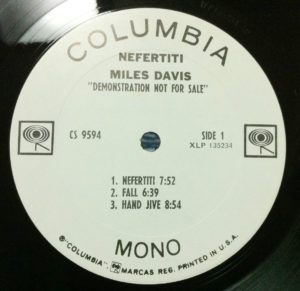 COLUMBIA
NEFERTITI
MILES DAVIS
"DEMONSTRATION NOT FOR SALE"
CS 9594
SIDE 1
XLP 135234
1. NEFERTITI 7:52
2. FALL 6:39
3. HAND JIVE 8:54
MONO
® "COLUMBIA", MARCAS REG. PRINTED IN U.S.A.